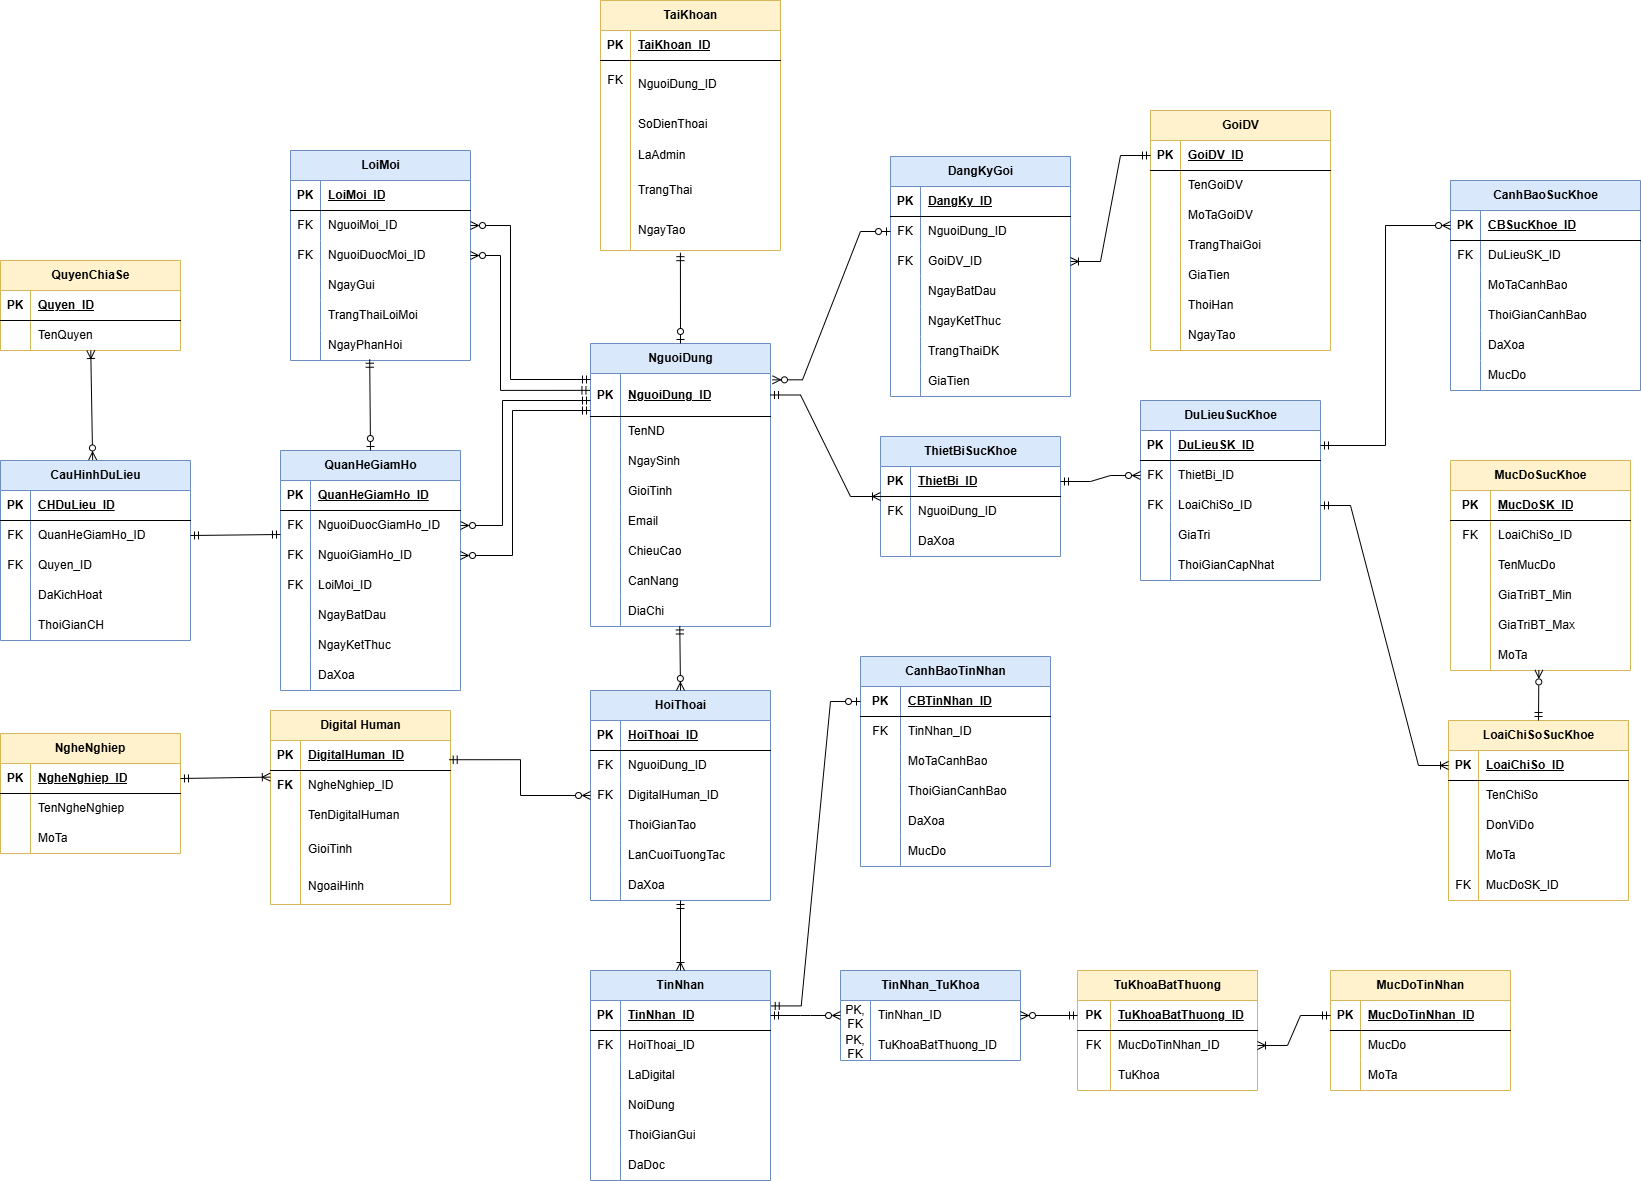 TaiKhoan
PK TaiKhoan_ID
FK NguoiDung_ID
SoDienThoai
LaAdmin
TrangThai
NgayTao
LoiMoi
PK LoiMoi_ID
FK NguoiMoi_ID
FK NguoiDuocMoi_ID
NgayGui
TrangThaiLoiMoi
NgayPhanHoi
DangKyGoi
PK DangKy_ID
FK NguoiDung_ID
FK GoiDV_ID
NgayBatDau
NgayKetThuc
TrangThaiDK
GiaTien
GoiDV
PK GoiDV_ID
TenGoiDV
MoTaGoiDV
TrangThaiGoi
GiaTien
ThoiHan
NgayTao
CanhBaoSucKhoe
PK CBSucKhoe_ID
FK DuLieuSK_ID
MoTaCanhBao
ThoiGianCanhBao
DaXoa
MucDo
QuyenChiaSe
PK Quyen_ID
TenQuyen
NguoiDung
PK NguoiDung_ID
TenND
NgaySinh
GioiTinh
Email
ChieuCao
CanNang
DiaChi
CauHinhDuLieu
PK CHDuLieu_ID
FK QuanHeGiamHo_ID
FK Quyen_ID
DaKichHoat
ThoiGianCH
QuanHeGiamHo
PK QuanHeGiamHo_ID
FK NguoiDuocGiamHo_ID
FK NguoiGiamHo_ID
FK LoiMoi_ID
NgayBatDau
NgayKetThuc
DaXoa
ThietBiSucKhoe
PK ThietBi_ID
FK NguoiDung_ID
DaXoa
DuLieuSucKhoe
PK DuLieuSK_ID
FK ThietBi_ID
FK LoaiChiSo_ID
GiaTri
ThoiGianCapNhat
MucDoSucKhoe
PK MucDoSK_ID
FK LoaiChiSo_ID
TenMucDo
GiaTriBT_Min
GiaTriBT_Max
MoTa
NgheNghiep
PK NgheNghiep_ID
TenNgheNghiep
MoTa
Digital Human
PK DigitalHuman_ID
FK NgheNghiep_ID
TenDigitalHuman
GioiTinh
NgoaiHinh
HoiThoai
PK HoiThoai_ID
FK NguoiDung_ID
FK DigitalHuman_ID
ThoiGianTao
LanCuoiTuongTac
DaXoa
CanhBaoTinNhan
PK CBTinNhan_ID
FK TinNhan_ID
MoTaCanhBao
ThoiGianCanhBao
DaXoa
MucDo
LoaiChiSoSucKhoe
PK LoaiChiSo_ID
TenChiSo
DonViDo
MoTa
FK MucDoSK_ID
TinNhan
PK TinNhan_ID
FK HoiThoai_ID
LaDigital
NoiDung
ThoiGianGui
DaDoc
TinNhan_TuKhoa
PK, FK TinNhan_ID
PK, FK TuKhoaBatThuong_ID
TuKhoaBatThuong
PK TuKhoaBatThuong_ID
FK MucDoTinNhan_ID
TuKhoa
MucDoTinNhan
PK MucDoTinNhan_ID
MucDo
MoTa